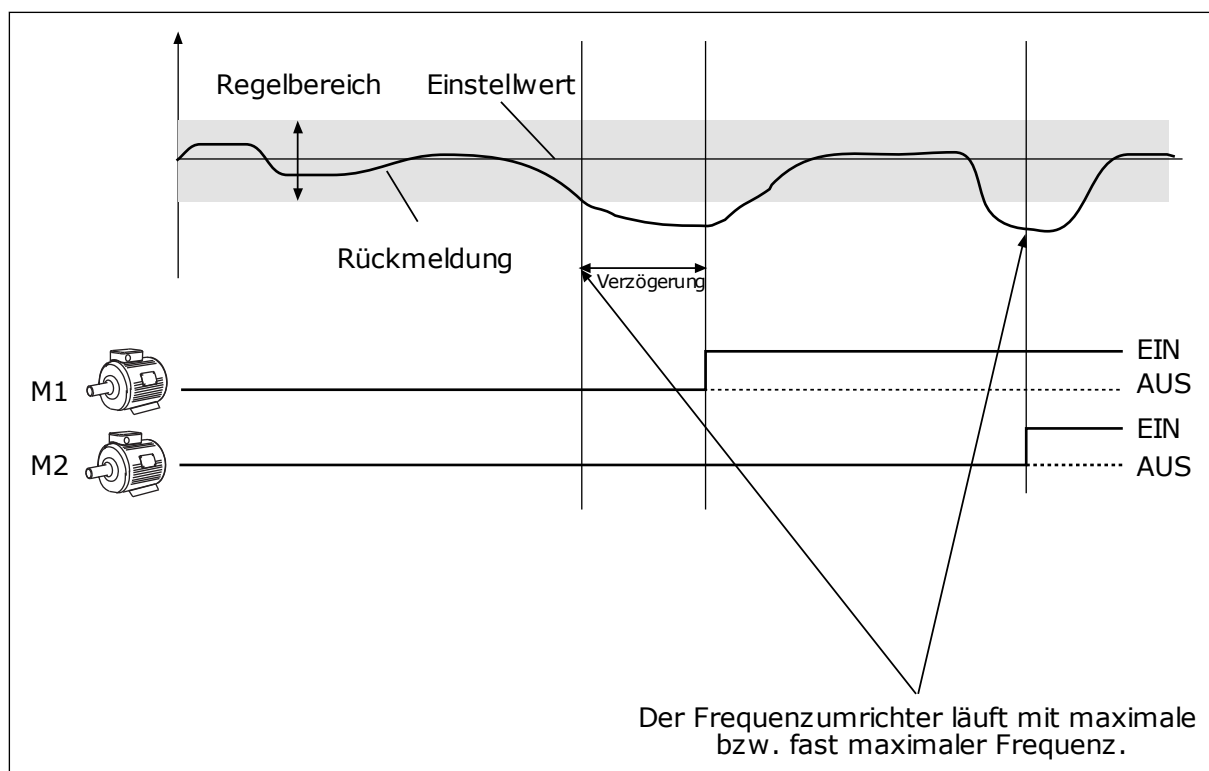 Regelbereich
Einstellwert
Rückmeldung
Verzögerung
M1
EIN
AUS
M2
EIN
AUS
Der Frequenzumrichter läuft mit maximale
bzw. fast maximaler Frequenz.